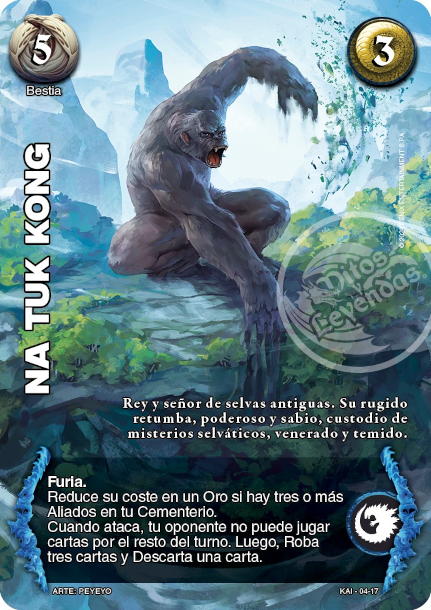 5
3
Bestia
NA TUK KONG
Mitos
y
Leyendas
Rey y señor de selvas antiguas. Su rugido
retumba, poderoso y sabio, custodio de
misterios selváticos, venerado y temido.
Furia.
Reduce su coste en un Oro si hay tres o más
Aliados en tu Cementerio.
Cuando ataca, tu oponente no puede jugar
cartas por el resto del turno. Luego, Roba
tres cartas y Descarta una carta.
ARTE: PEYEYO
KAI - 04-17